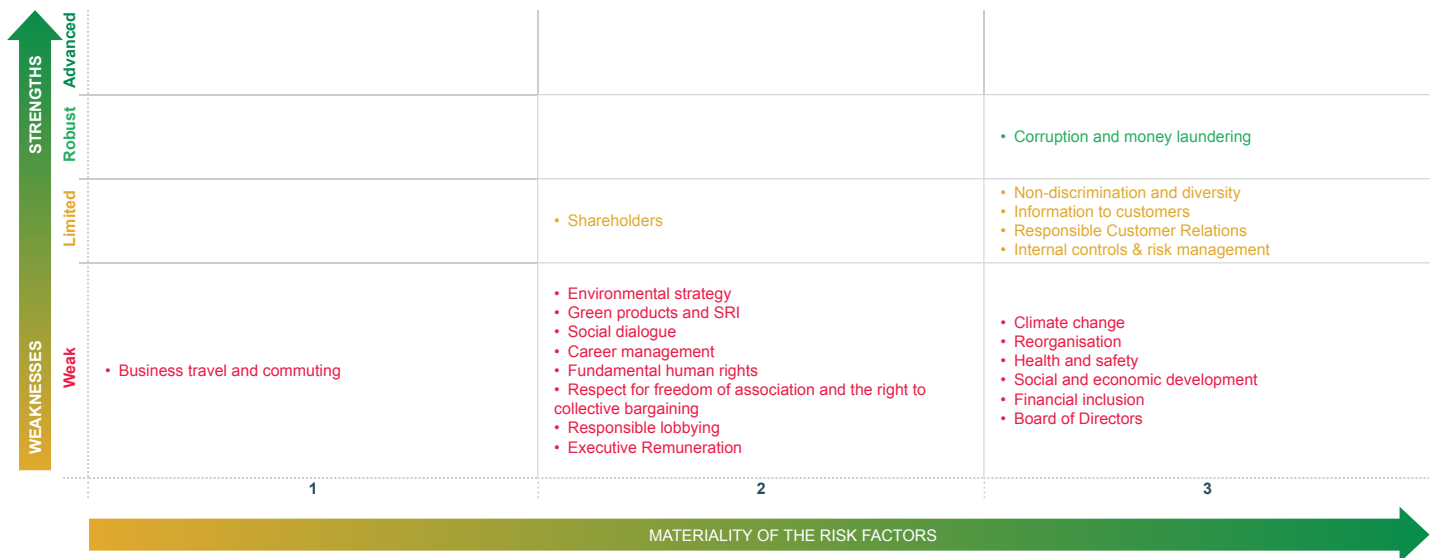 STRENGTHS
WEAKNESSES
Advanced
Robust
• Corruption and money laundering
Limited
• Shareholders
• Non-discrimination and diversity
• Information to customers
• Responsible Customer Relations
• Internal controls & risk management
Weak
• Business travel and commuting
• Environmental strategy
• Green products and SRI
• Social dialogue
• Career management
• Fundamental human rights
• Respect for freedom of association and the right to
collective bargaining
• Responsible lobbying
• Executive Remuneration
• Climate change
• Reorganisation
• Health and safety
• Social and economic development
• Financial inclusion
• Board of Directors
1
2
3
MATERIALITY OF THE RISK FACTORS